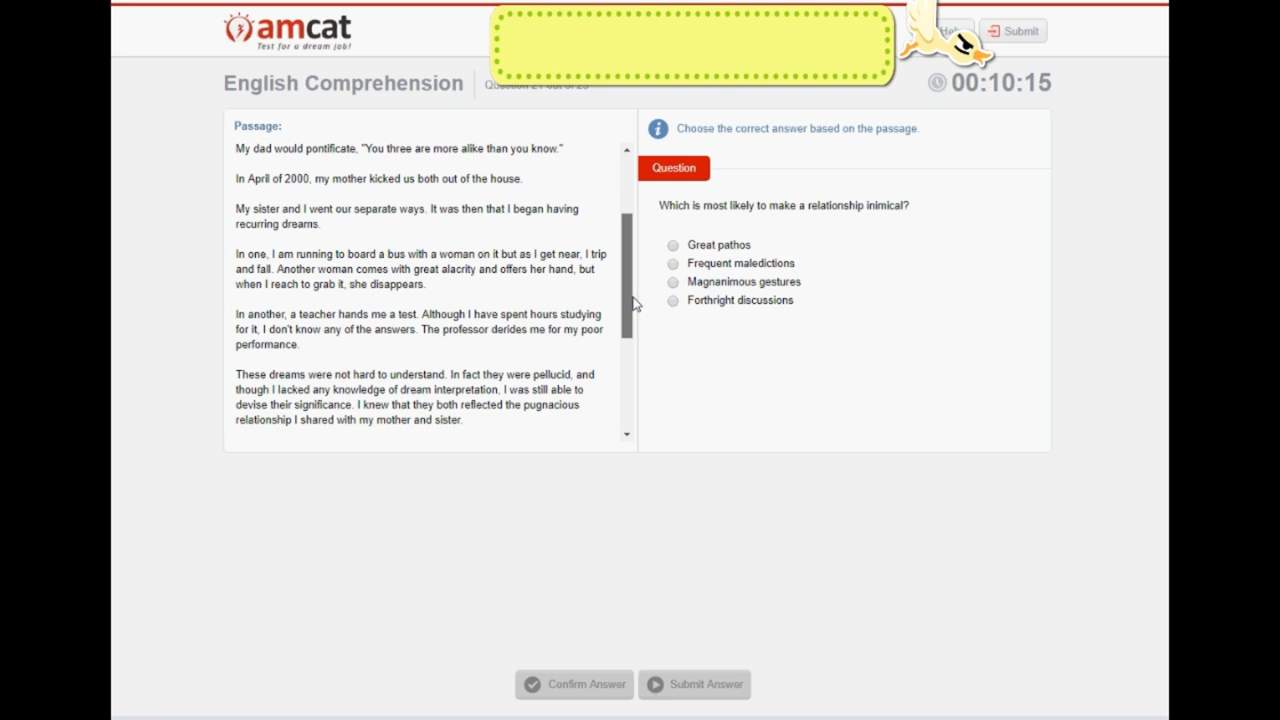 amcat
Test for a dream job!
Submit
English Comprehension
00:10:15
Passage:
My dad would pontificate, "You three are more alike than you know."
In April of 2000, my mother kicked us both out of the house.
My sister and I went our separate ways. It was then that I began having
recurring dreams.
In one, I am running to board a bus with a woman on it but as I get near, I trip
and fall. Another woman comes with great alacrity and offers her hand, but
when I reach to grab it, she disappears.
In another, a teacher hands me a test. Although I have spent hours studying
for it, I don't know any of the answers. The professor derides me for my poor
performance.
These dreams were not hard to understand. In fact they were pellucid, and
though I lacked any knowledge of dream interpretation, I was still able to
devise their significance. I knew that they both reflected the pugnacious
relationship I shared with my mother and sister.
Choose the correct answer based on the passage.
Question
Which is most likely to make a relationship inimical?
Great pathos
Frequent maledictions
Magnanimous gestures
Forthright discussions
Confirm Answer
Submit Answer